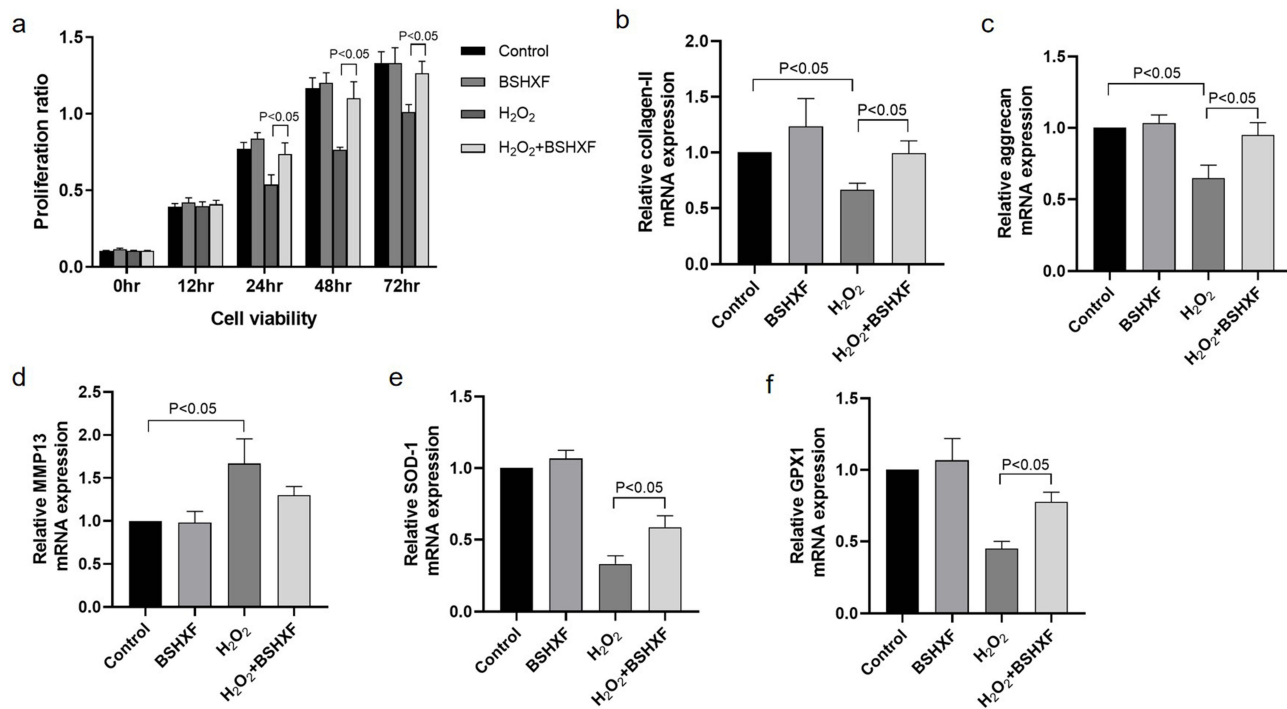 a
Proliferation ratio
1.5
1.0
0.5
0.0
P<0.05
P<0.05
P<0.05
0hr
12hr
24hr
48hr
72hr
Cell viability
Control
BSHXF
H₂O₂
H₂O₂+BSHXF
b
Relative collagen-II
mRNA expression
2.0
1.5
1.0
0.5
0.0
P<0.05
P<0.05
Control
BSHXF
H₂O₂
H₂O₂+BSHXF
c
Relative aggrecan
mRNA expression
1.5
1.0
0.5
0.0
P<0.05
P<0.05
Control
BSHXF
H₂O₂
H₂O₂+BSHXF
d
Relative MMP13
mRNA expression
2.5
2.0
1.5
1.0
0.5
0.0
P<0.05
Control
BSHXF
H₂O₂
H₂O₂+BSHXF
e
Relative SOD-1
mRNA expression
1.5
1.0
0.5
0.0
P<0.05
Control
BSHXF
H₂O₂
H₂O₂+BSHXF
f
Relative GPX1
mRNA expression
1.5
1.0
0.5
0.0
P<0.05
Control
BSHXF
H₂O₂
H₂O₂+BSHXF